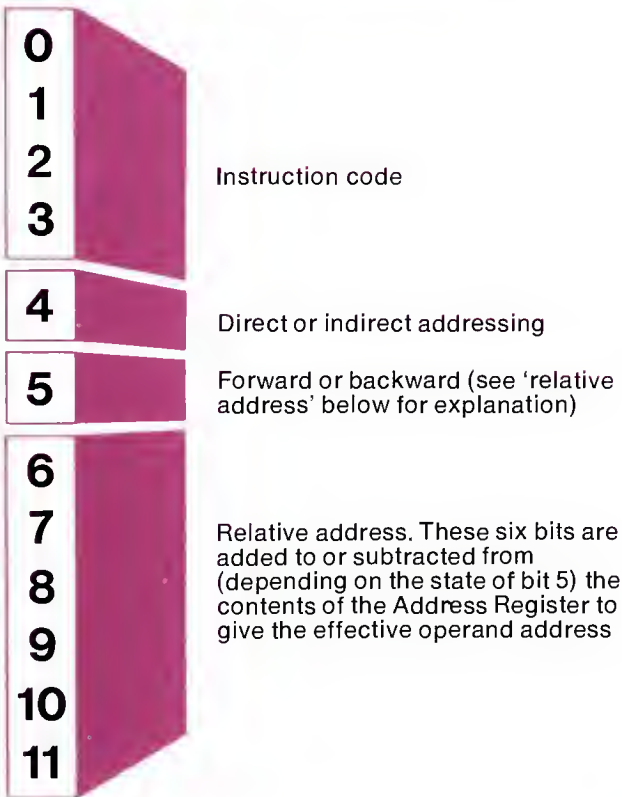 0
1
2
3
Instruction code
4
Direct or indirect addressing
5
Forward or backward (see ‘relative
address’ below for explanation)
6
7
8
9
10
11
Relative address. These six bits are
added to or subtracted from
(depending on the state of bit 5) the
contents of the Address Register to
give the effective operand address